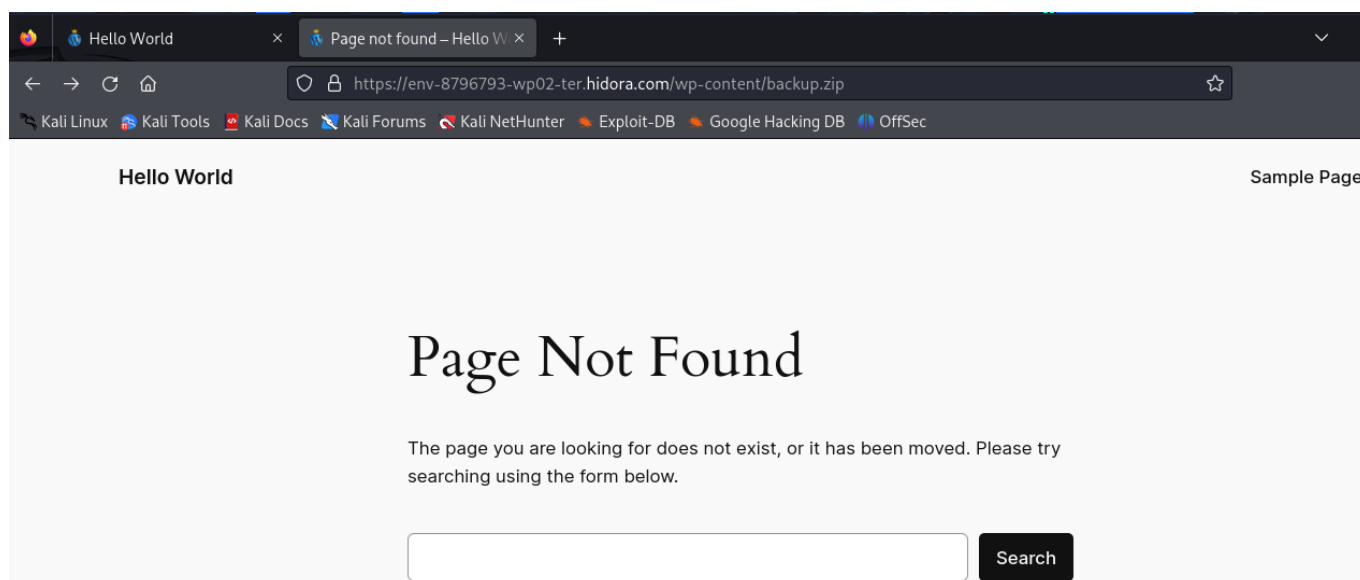 Hello World
Page not found – Hello W
https://env-8796793-wp02-ter.hidora.com/wp-content/backup.zip
Kali Linux Kali Tools Kali Docs Kali Forums Kali NetHunter Exploit-DB Google Hacking DB OffSec
Hello World Sample Page
Page Not Found
The page you are looking for does not exist, or it has been moved. Please try
searching using the form below.
Search